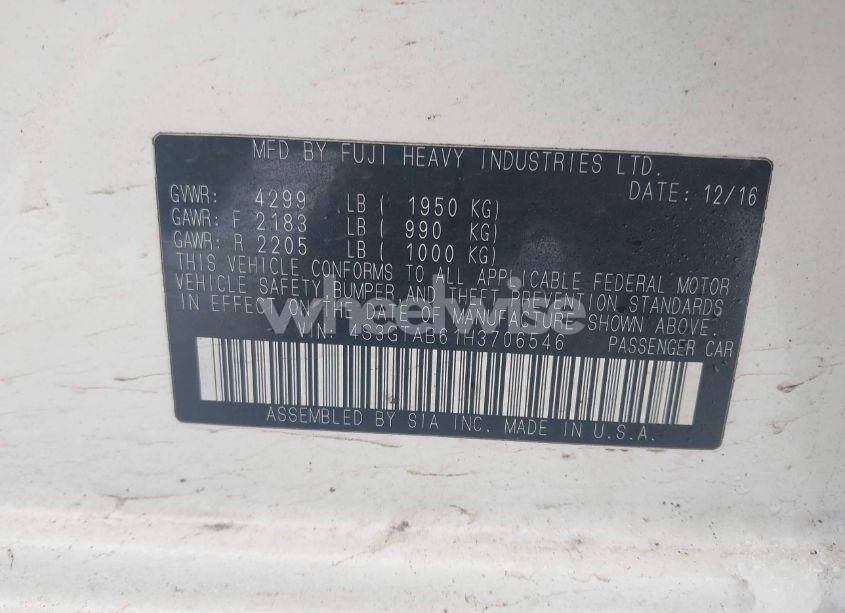 MFD BY FUJI HEAVY INDUSTRIES LTD.
DATE: 12/16
GVWR: 4299 LB ( 1950 KG)
GAWR: F 2183 LB ( 990 KG)
GAWR: R 2205 LB ( 1000 KG)
THIS VEHICLE CONFORMS TO ALL APPLICABLE FEDERAL MOTOR
VEHICLE SAFETY, BUMPER AND THEFT PREVENTION STANDARDS
IN EFFECT ON THE DATE OF MANUFACTURE SHOWN ABOVE.
wheelwise
VIN: 4S3GTAB61H3706546 PASSENGER CAR
ASSEMBLED BY SIA INC. MADE IN U.S.A.